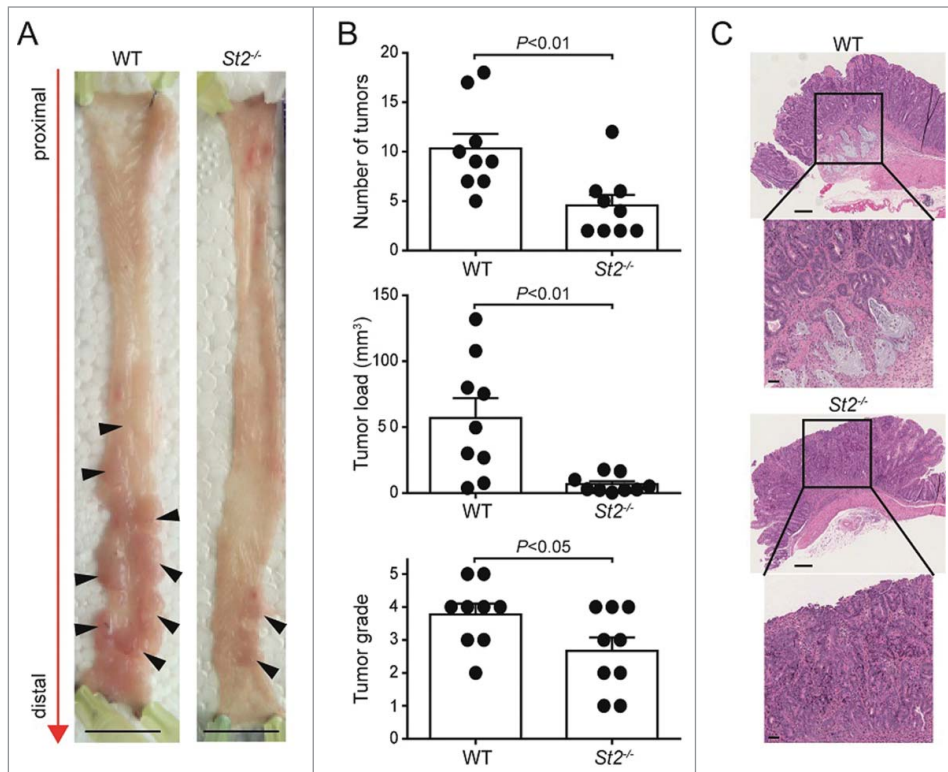 A
WT
St2-/-
proximal
distal
B
Number of tumors
20
15
10
5
0
P<0.01
WT
St2-/-
Tumor load (mm³)
150
100
50
0
P<0.01
WT
St2-/-
Tumor grade
5
4
3
2
1
0
P<0.05
WT
St2-/-
C
WT
St2-/-